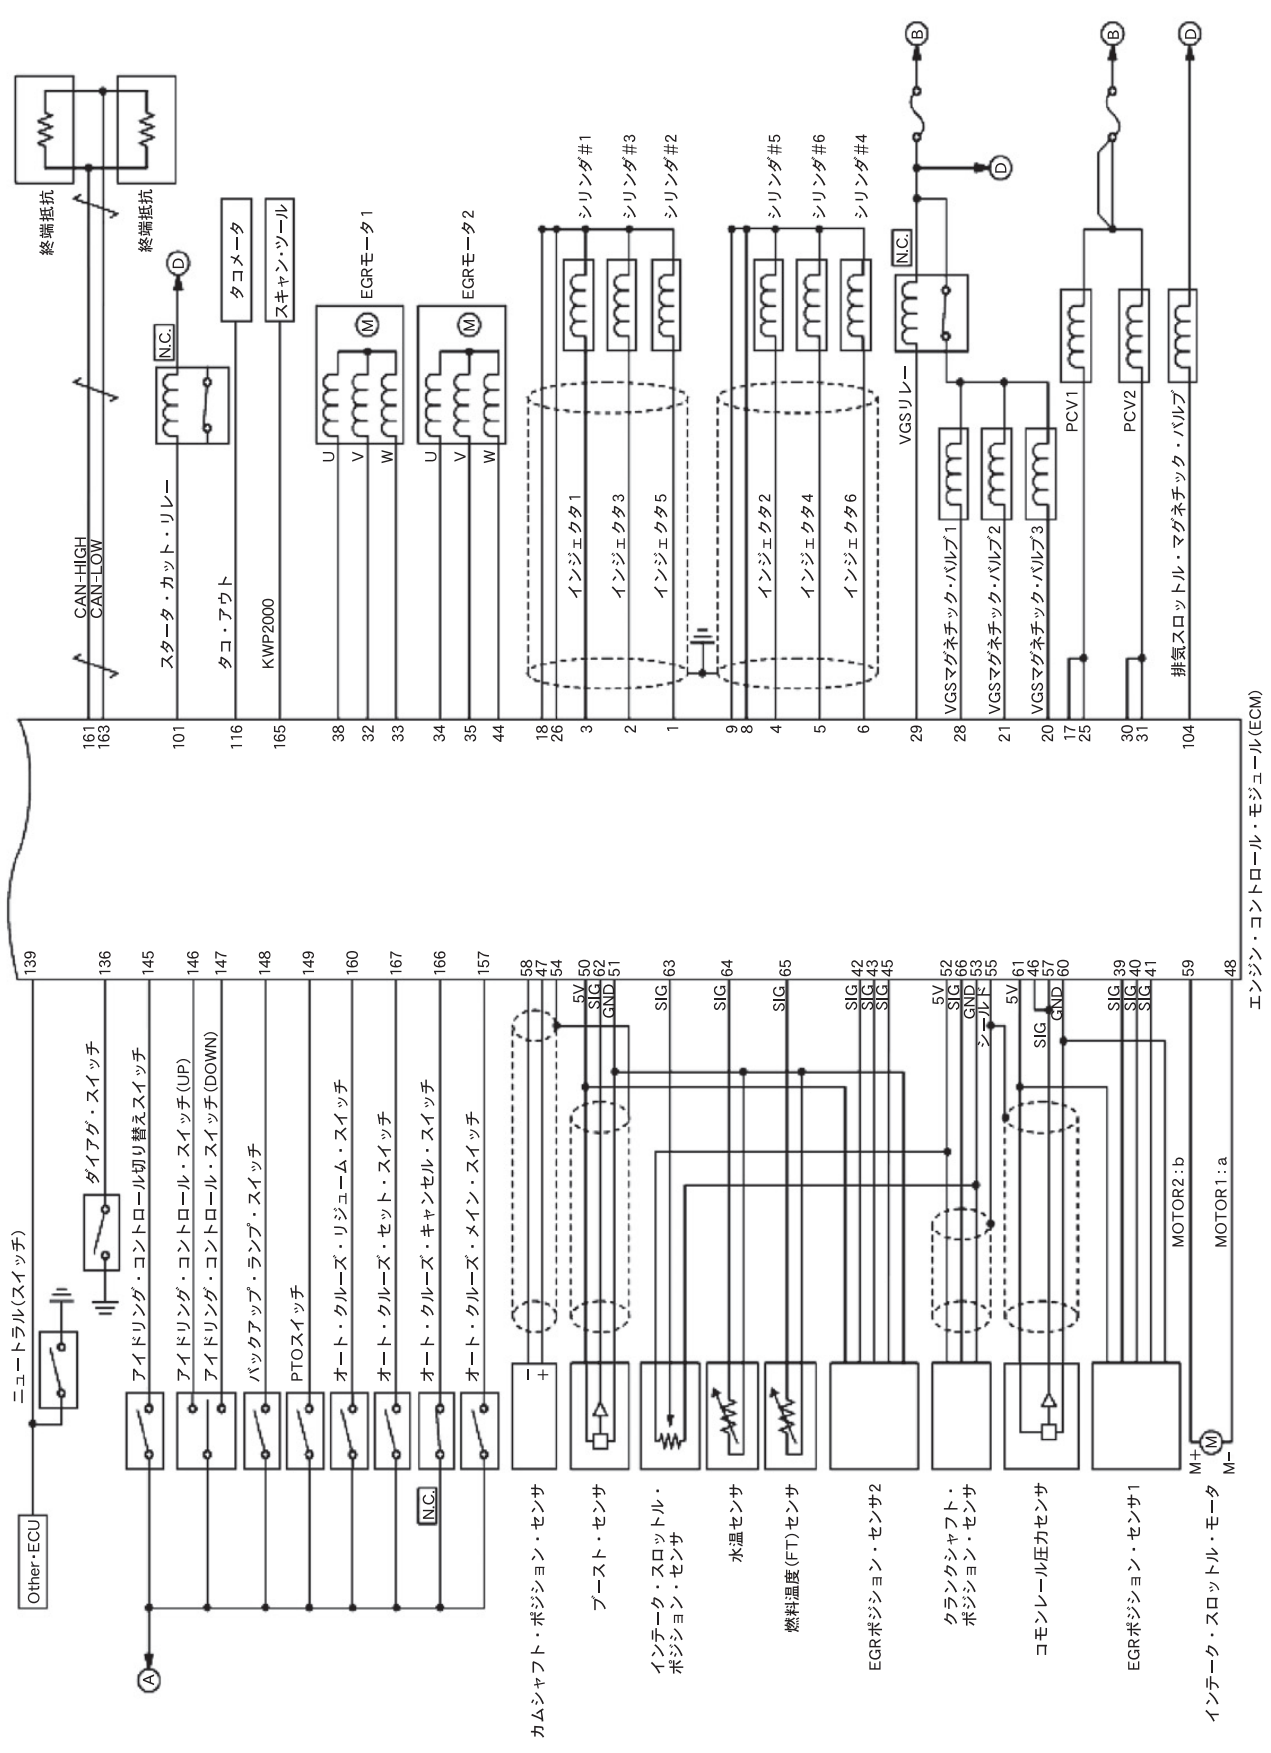 B
B
D
シリンダ#1
シリンダ#3
シリンダ#2
シリンダ#5
シリンダ#6
シリンダ#4
D
終端抵抗
終端抵抗
D
N.C.
タコメータ
スキャン・ツール
EGRモータ1
EGRモータ2
M
M
N.C.
U
V
W
U
V
W
VGSリレー
PCV1
PCV2
排気スロットル・マグネチック・バルブ
CAN-HIGH
CAN-LOW
スタータ・カット・リレー
タコ・アウト
KWP2000
インジェクタ1
インジェクタ3
インジェクタ5
インジェクタ2
インジェクタ4
インジェクタ6
VGSマグネチック・バルブ1
VGSマグネチック・バルブ2
VGSマグネチック・バルブ3
161
163
101
116
165
38
32
33
34
35
44
18
26
3
2
1
9
8
4
5
6
29
28
21
20
17
25
30
31
104
エンジン・コントロール・モジュール(ECM)
139
136
145
146
147
148
149
160
167
166
157
58
47
54
50
62
51
63
64
65
42
43
45
52
66
53
55
61
46
57
60
39
40
41
59
48
5V
SIG
GND
SIG
SIG
SIG
SIG
SIG
SIG
5V
SIG
GND
シールド
5V
SIG
GND
SIG
SIG
SIG
ニュートラル(スイッチ)
ダイアグ・スイッチ
アイドリング・コントロール切り替えスイッチ
アイドリング・コントロール・スイッチ(UP)
アイドリング・コントロール・スイッチ(DOWN)
バックアップ・ランプ・スイッチ
PTOスイッチ
オート・クルーズ・リジューム・スイッチ
オート・クルーズ・セット・スイッチ
オート・クルーズ・キャンセル・スイッチ
オート・クルーズ・メイン・スイッチ
MOTOR2:b
MOTOR1:a
−
+
M+
M
M−
Other・ECU
N.C.
A
カムシャフト・ポジション・センサ
ブースト・センサ
インテーク・スロットル・
ポジション・センサ
水温センサ
燃料温度(FT)センサ
EGRポジション・センサ2
クランクシャフト・
ポジション・センサ
コモンレール圧力センサ
EGRポジション・センサ1
インテーク・スロットル・モータ